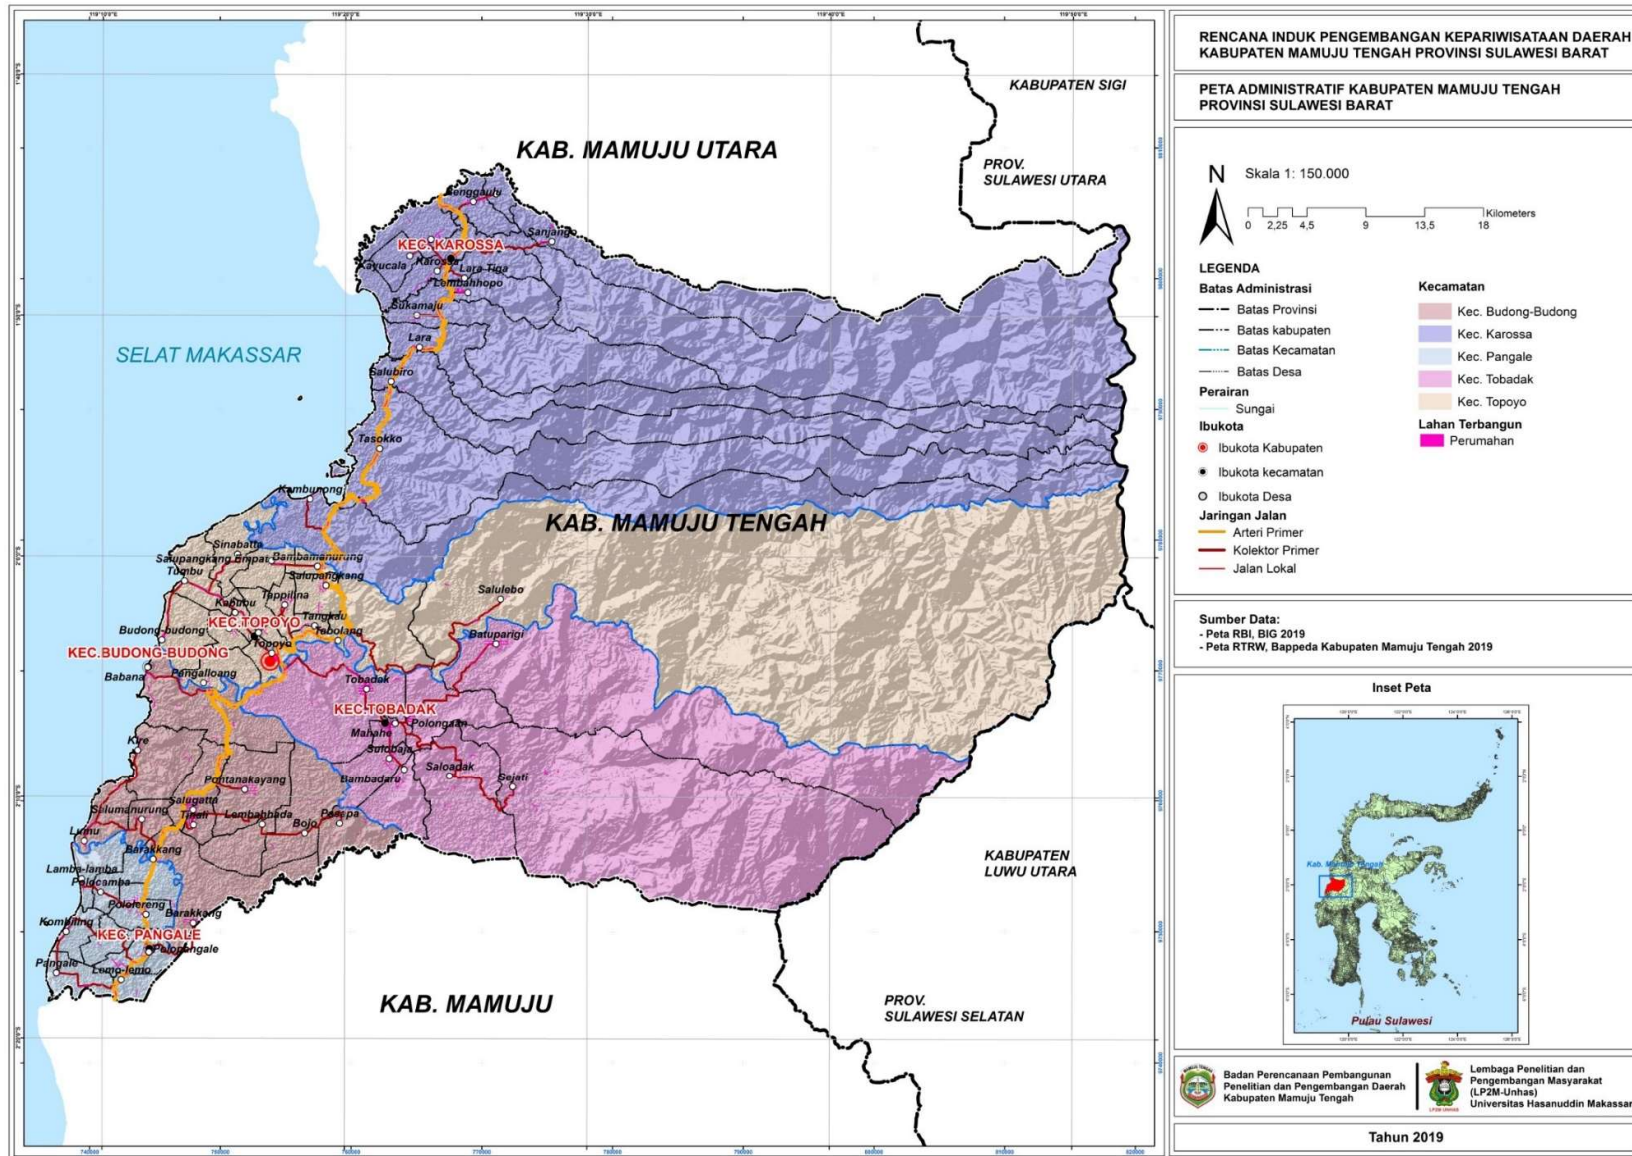 RENCANA INDUK PENGEMBANGAN KEPARIWISATAAN DAERAH
KABUPATEN MAMUJU TENGAH PROVINSI SULAWESI BARAT
PETA ADMINISTRATIF KABUPATEN MAMUJU TENGAH
PROVINSI SULAWESI BARAT
N
Skala 1: 150.000
Kilometers
0 2,25 4,5 9 13,5 18
LEGENDA
Batas Administrasi
Batas Provinsi
Batas kabupaten
Batas Kecamatan
Batas Desa
Perairan
Sungai
Ibukota
Ibukota Kabupaten
Ibukota kecamatan
Ibukota Desa
Jaringan Jalan
Arteri Primer
Kolektor Primer
Jalan Lokal
Kecamatan
Kec. Budong-Budong
Kec. Karossa
Kec. Pangale
Kec. Tobadak
Kec. Topoyo
Lahan Terbangun
Perumahan
Sumber Data:
- Peta RBI, BIG 2019
- Peta RTRW, Bappeda Kabupaten Mamuju Tengah 2019
Inset Peta
Pulau Sulawesi
Badan Perencanaan Pembangunan
Penelitian dan Pengembangan Daerah
Kabupaten Mamuju Tengah
Lembaga Penelitian dan
Pengembangan Masyarakat
(LP2M-Unhas)
Universitas Hasanuddin Makassar
Tahun 2019
KABUPATEN SIGI
KAB. MAMUJU UTARA
PROV.
SULAWESI UTARA
SELAT MAKASSAR
KAB. MAMUJU TENGAH
KABUPATEN
LUWU UTARA
KAB. MAMUJU
PROV.
SULAWESI SELATAN
Benggaulu
Sanjango
KEC. KAROSSA
Kayucala
Karossa
Lara Tiga
Lembahhopo
Sukamaju
Lara
Salubiro
Tasokko
Kambunong
Sinabatta
Salupangkang Empat
Bambamanurung
Tumbu
Salupangkang
Kabubu
Tappilina
Salulebo
KEC.TOPOYO
Tangkau
Tobolang
Budong-budong
Topoyo
Batuparigi
KEC.BUDONG-BUDONG
Babana
Pangalloang
Tobadak
KEC.TOBADAK
Polongaan
Mahahe
Kire
Sulobaja
Bambadaru
Saloadak
Sejati
Pontanakayang
Salugatta
Salumanurung
Tinali
Lembahhada
Bojo
Lumu
Barakkang
Lamba-lamba
Polocamba
Pololereng
Barakkang
Kombiling
KEC. PANGALE
Polopangale
Pangale
Lemo-lemo